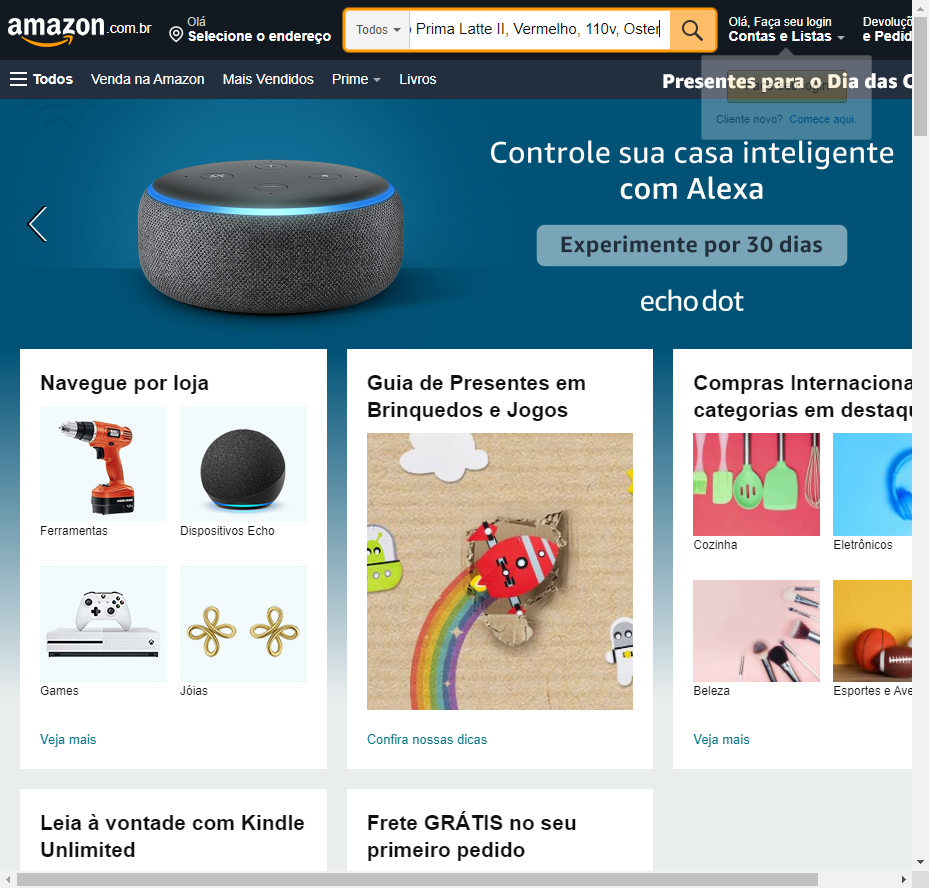 amazon.com.br
Olá
Selecione o endereço
Todos
Prima Latte II, Vermelho, 110v, Oster
Olá, Faça seu login
Contas e Listas
Devoluçõ
e Pedid
Todos
Venda na Amazon
Mais Vendidos
Prime
Livros
Presentes para o Dia das C
Cliente novo? Comece aqui.
Controle sua casa inteligente
com Alexa
Experimente por 30 dias
echo dot
Navegue por loja
Ferramentas
Dispositivos Echo
Games
Jóias
Veja mais
Guia de Presentes em
Brinquedos e Jogos
Confira nossas dicas
Compras Internaciona
categorias em destaqu
Cozinha
Eletrônicos
Beleza
Esportes e Ave
Veja mais
Leia à vontade com Kindle
Unlimited
Frete GRÁTIS no seu
primeiro pedido